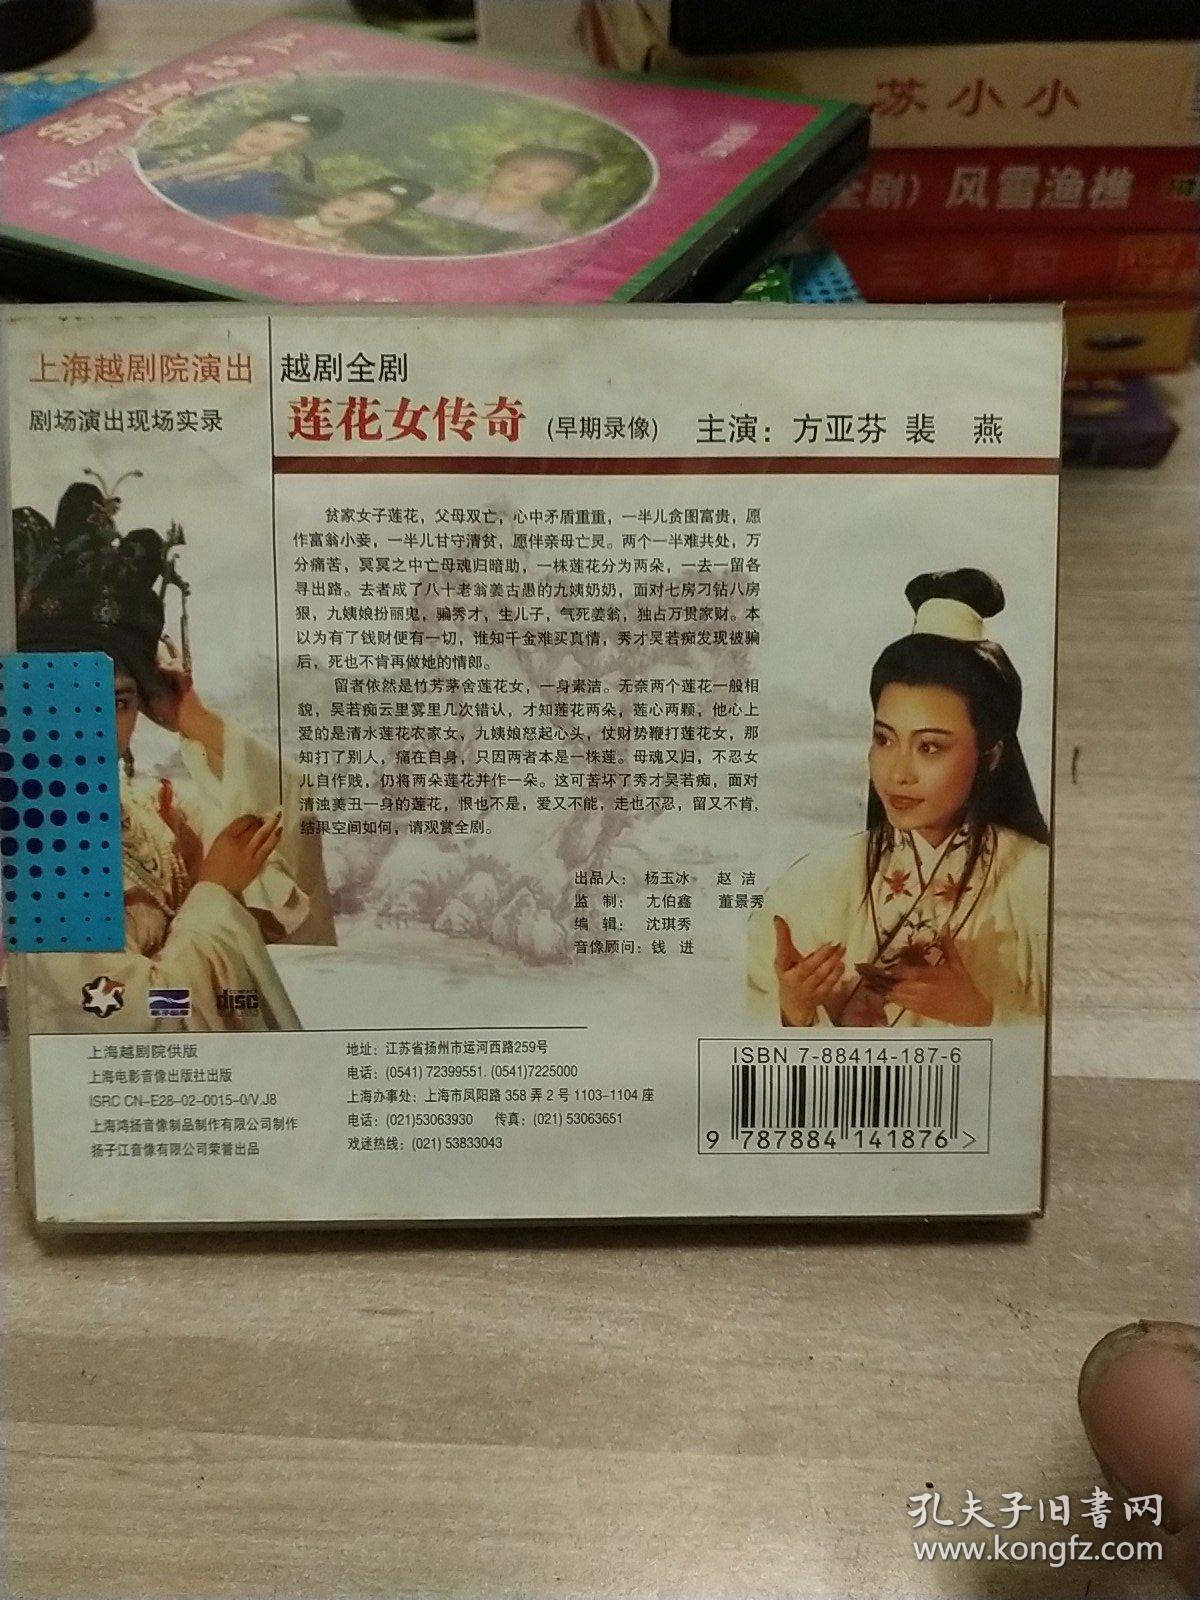 苏小小
全剧）风雪渔樵
上海越剧院演出
剧场演出现场实录
越剧全剧
莲花女传奇 (早期录像) 主演：方亚芬 裴 燕
贫家女子莲花，父母双亡，心中矛盾重重，一半儿贪图富贵，愿
作富翁小妾，一半儿甘守清贫，愿伴亲母亡灵。两个一半难共处，万
分痛苦，冥冥之中亡母魂归暗助，一株莲花分为两朵，一去一留各
寻出路。去者成了八十老翁姜古愚的九姨奶奶，面对七房刁钻八房
狠，九姨娘扮丽鬼，骗秀才，生儿子，气死姜翁，独占万贯家财。本
以为有了钱财便有一切，谁知千金难买真情，秀才吴若痴发现被骗
后，死也不肯再做她的情郎。
留者依然是竹芳茅舍莲花女，一身素洁。无奈两个莲花一般相
貌，吴若痴云里雾里几次错认，才知莲花两朵，莲心两颗，他心上
爱的是清水莲花农家女，九姨娘怒起心头，仗财势鞭打莲花女，那
知打了别人，痛在自身，只因两者本是一株莲。母魂又归，不忍女
儿自作贱，仍将两朵莲花并作一朵。这可苦坏了秀才吴若痴，面对
清浊美丑一身的莲花，恨也不是，爱又不能，走也不忍，留又不肯，
结果空间如何，请观赏全剧。
出品人： 杨玉冰 赵 洁
监 制： 尢伯鑫 董景秀
编 辑： 沈琪秀
音像顾问：钱 进
COMPACT
disc
上海越剧院供版
上海电影音像出版社出版
ISRC CN-E28-02-0015-0/V.J8
上海鸿扬音像制品制作有限公司制作
扬子江音像有限公司荣誉出品
地址：江苏省扬州市运河西路259号
电话：(0541) 72399551. (0541)7225000
上海办事处：上海市凤阳路 358 弄 2 号 1103-1104 座
电话：(021)53063930 传真：(021) 53063651
戏迷热线：(021) 53833043
ISBN 7-88414-187-6
9 787884 141876 >
孔夫子旧书网
www.kongfz.com